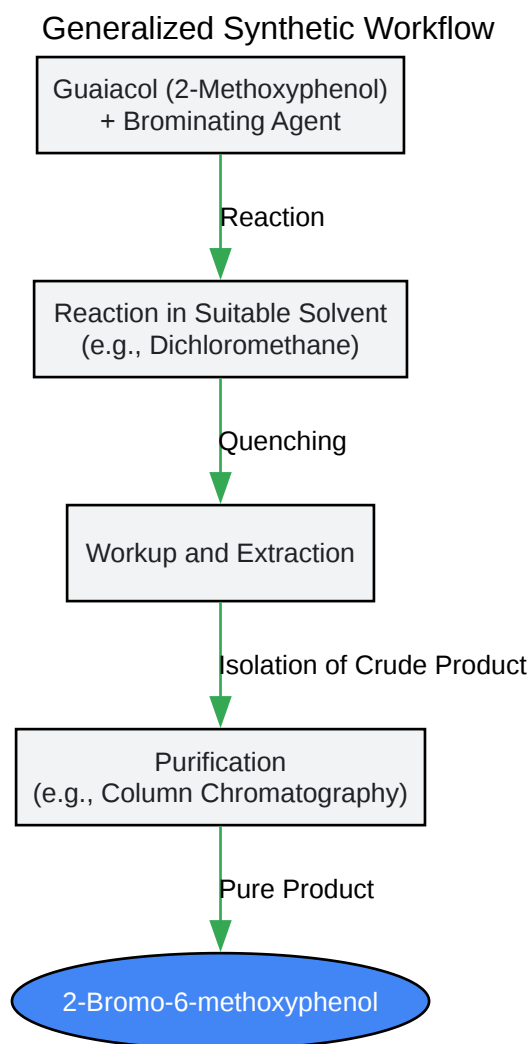 Generalized Synthetic Workflow
Guaiacol (2-Methoxyphenol)
+ Brominating Agent
Reaction
Reaction in Suitable Solvent
(e.g., Dichloromethane)
Quenching
Workup and Extraction
Isolation of Crude Product
Purification
(e.g., Column Chromatography)
Pure Product
2-Bromo-6-methoxyphenol